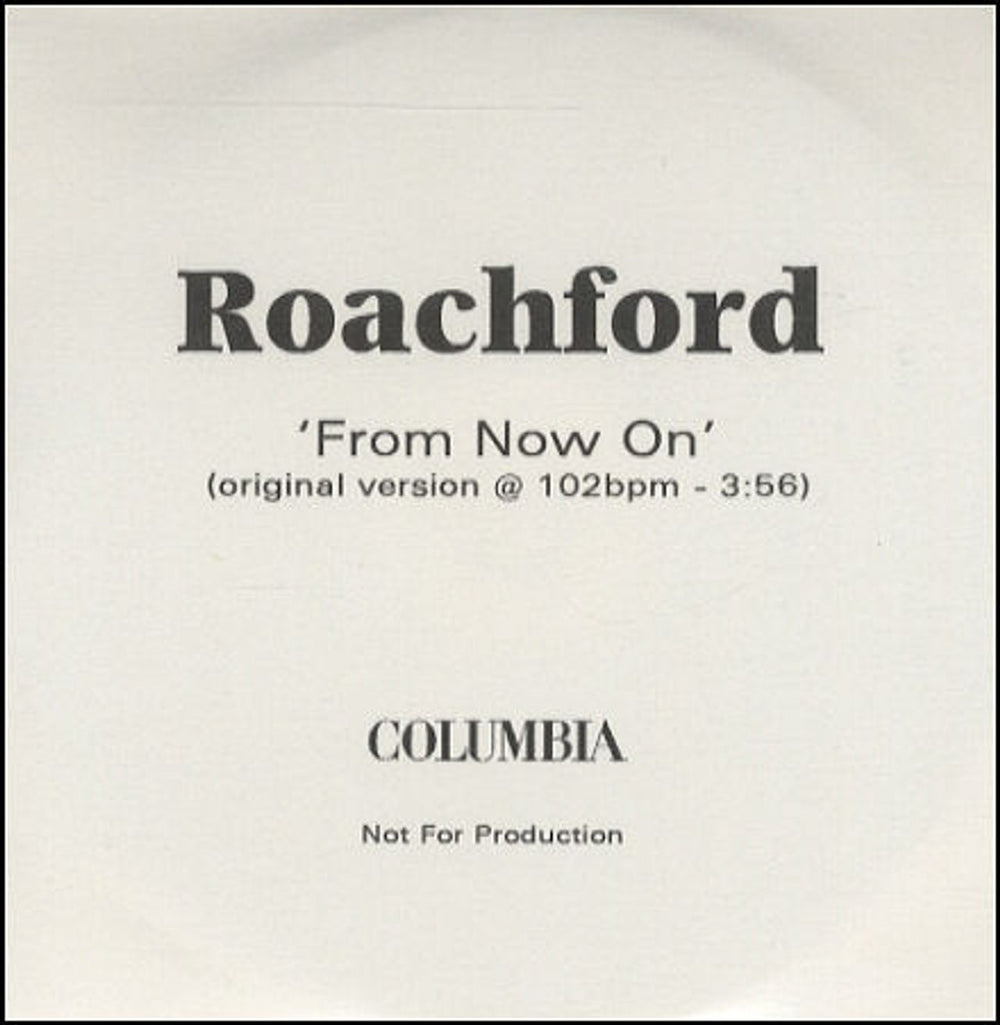 Roachford
‘From Now On’
(original version @ 102bpm - 3:56)
COLUMBIA
Not For Production